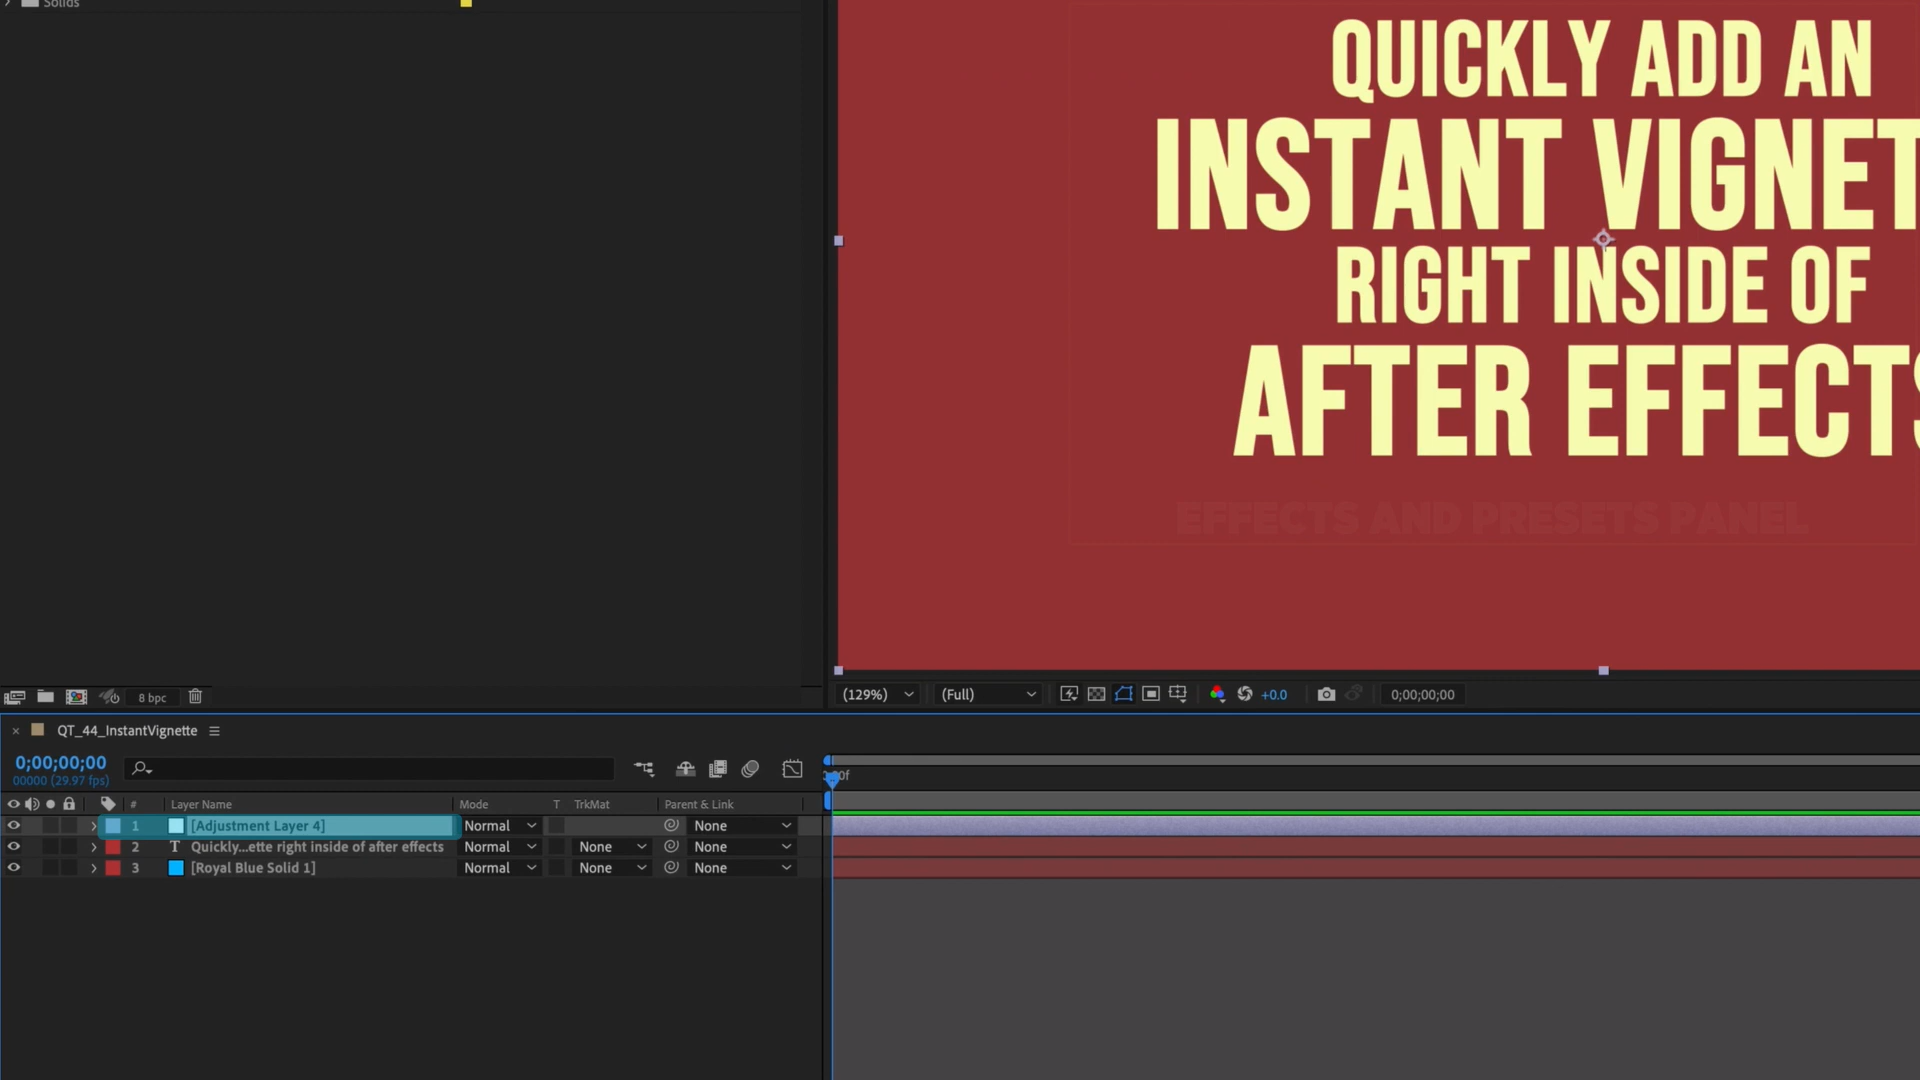 Solids
QUICKLY ADD AN
INSTANT VIGNET
RIGHT INSIDE OF
AFTER EFFECTS
EFFECTS AND PRESETS PANEL
8 bpc
(129%)
(Full)
+0.0
0;00;00;00
QT_44_InstantVignette
0;00;00;00
00000 (29.97 fps)
00f
# Layer Name Mode T TrkMat Parent & Link
1 [Adjustment Layer 4] Normal None
2 T Quickly...ette right inside of after effects Normal None None
3 [Royal Blue Solid 1] Normal None None